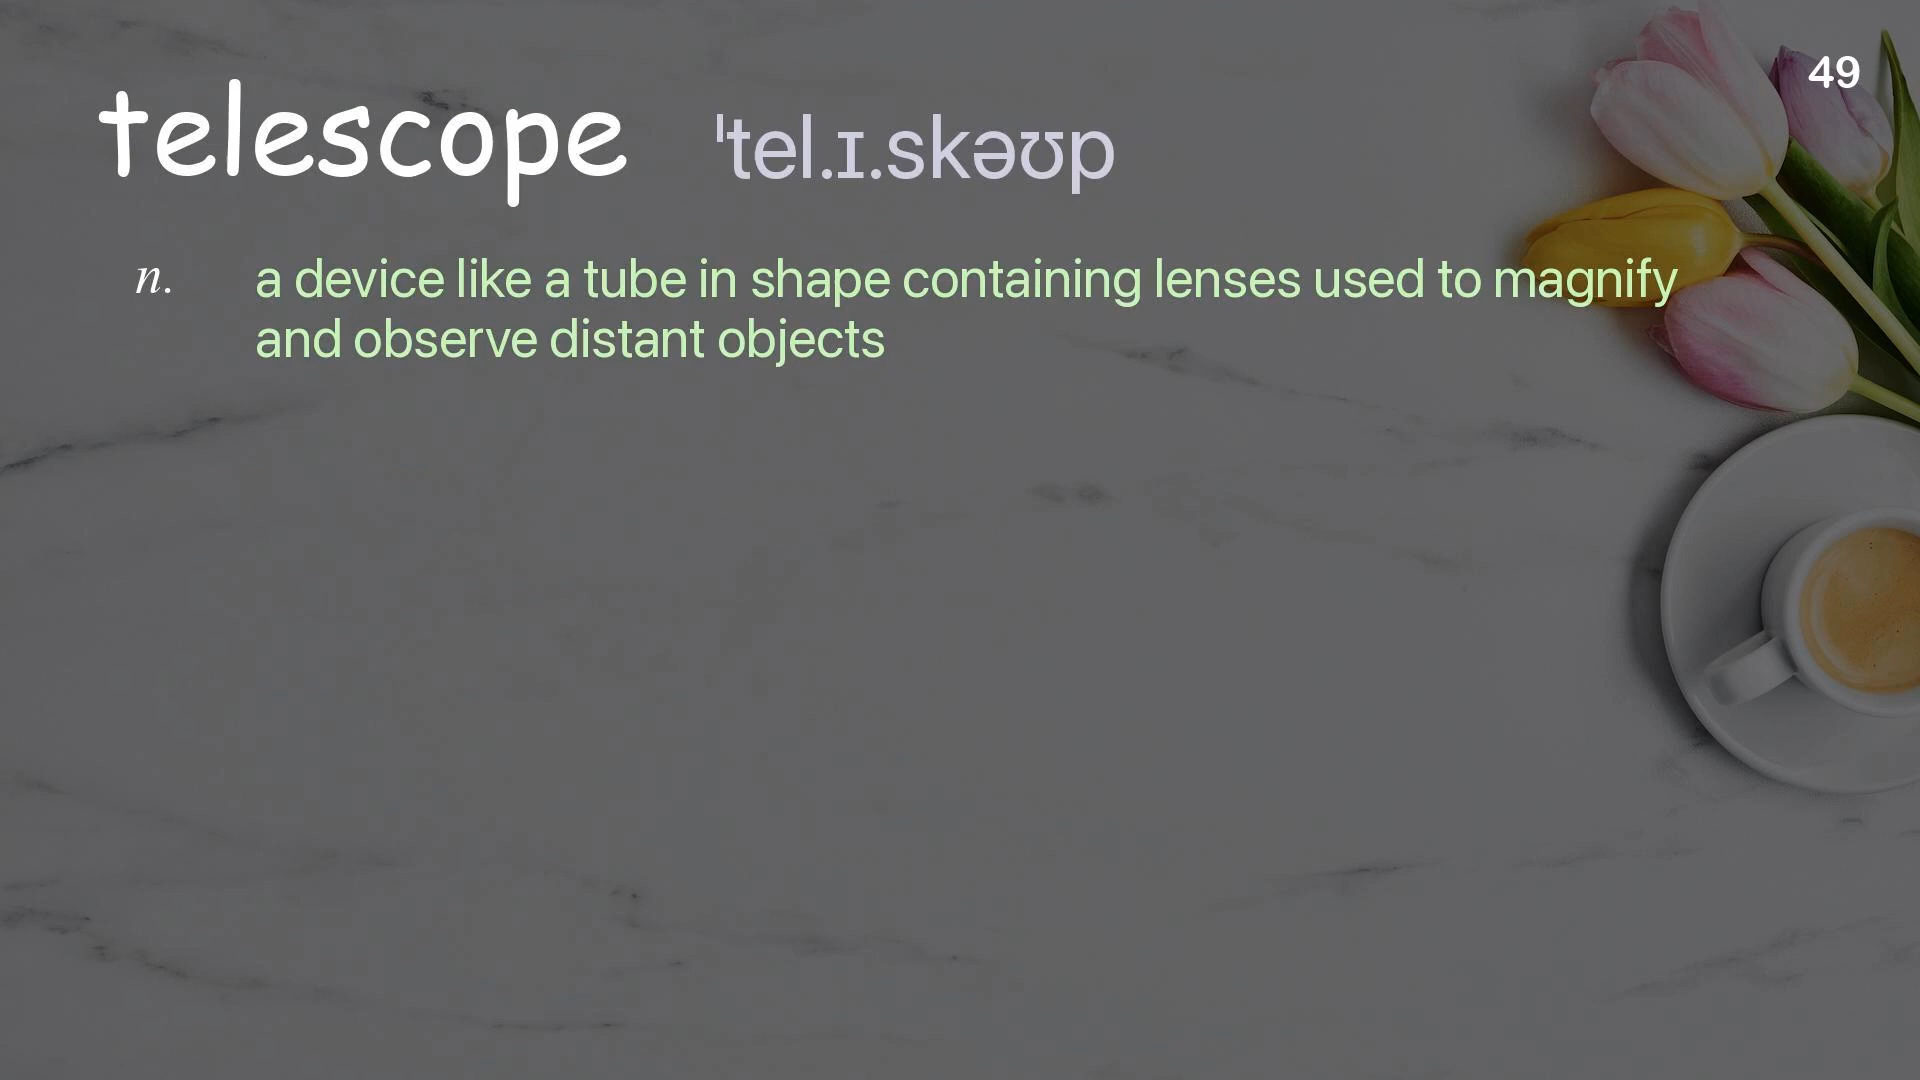 49
telescope ˈtel.ɪ.skəʊp
n. a device like a tube in shape containing lenses used to magnify
and observe distant objects